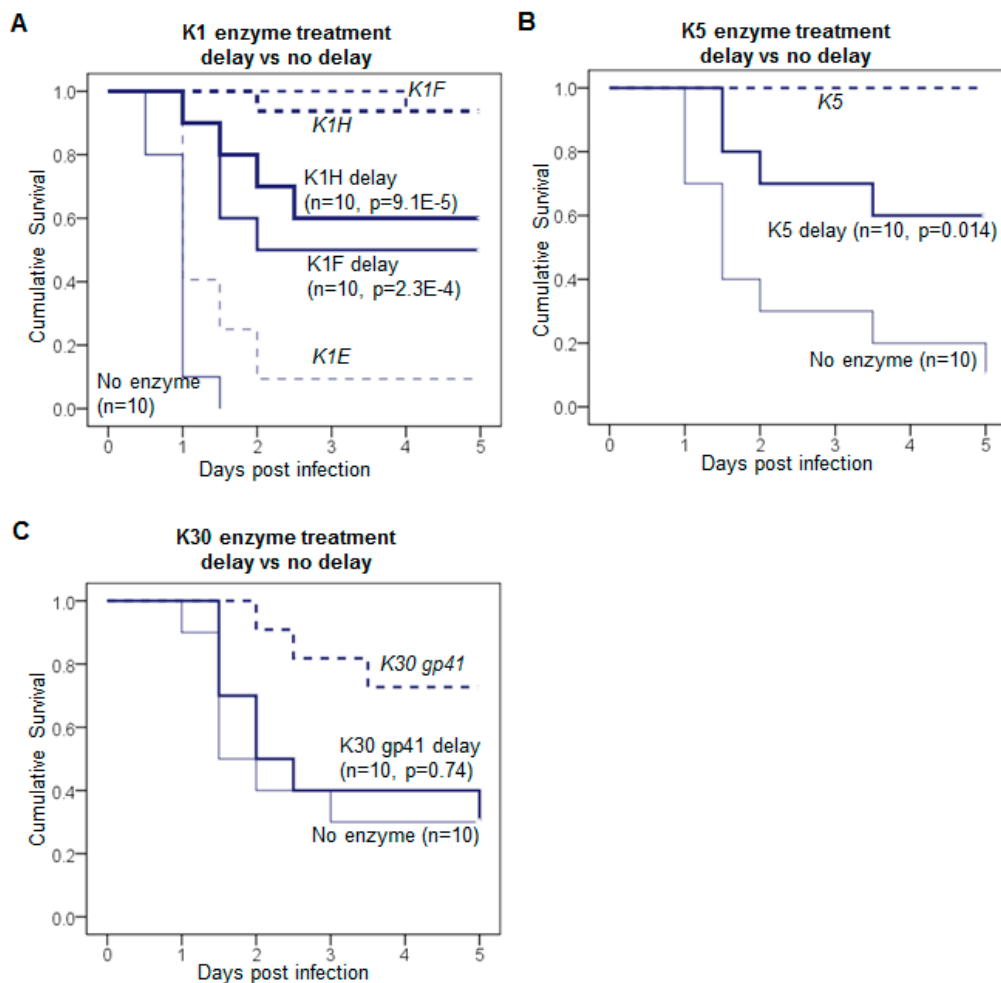 A
K1 enzyme treatment
delay vs no delay
Cumulative Survival
1.0
0.8
0.6
0.4
0.2
0.0
K1F
K1H
K1H delay
(n=10, p=9.1E-5)
K1F delay
(n=10, p=2.3E-4)
K1E
No enzyme
(n=10)
0 1 2 3 4 5
Days post infection
B
K5 enzyme treatment
delay vs no delay
Cumulative Survival
1.0
0.8
0.6
0.4
0.2
0.0
K5
K5 delay (n=10, p=0.014)
No enzyme (n=10)
0 1 2 3 4 5
Days post infection
C
K30 enzyme treatment
delay vs no delay
Cumulative Survival
1.0
0.8
0.6
0.4
0.2
0.0
K30 gp41
K30 gp41 delay
(n=10, p=0.74)
No enzyme (n=10)
0 1 2 3 4 5
Days post infection